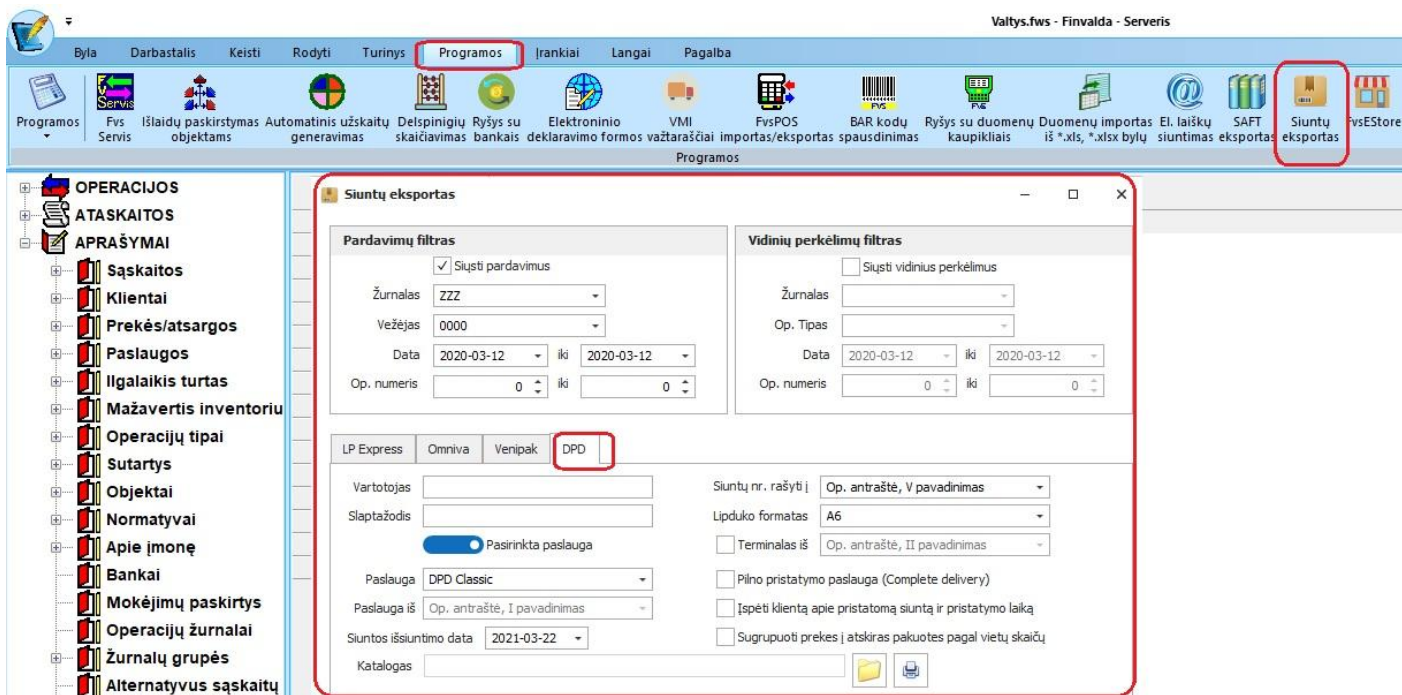 Valtys.fws - Finvalda - Serveris
Byla Darbastalis Keisti Rodyti Turinys Programos Įrankiai Langai Pagalba
Programos
Fvs Servis
Išlaidų paskirstymas objektams
Automatinis užskaitų generavimas
Delspinigių skaičiavimas
Ryšys su bankais
Elektroninio deklaravimo formos
VMI važtaraščiai
FvsPOS importas/eksportas
BAR kodų spausdinimas
Ryšys su duomenų kaupikliais
Duomenų importas iš *.xls, *.xlsx bylų
El. laiškų siuntimas
SAFT eksportas
Siuntų eksportas
FvsEStore
Programos
OPERACIJOS
ATASKAITOS
APRAŠYMAI
Sąskaitos
Klientai
Prekės/atsargos
Paslaugos
Ilgalaikis turtas
Mažavertis inventoriu
Operacijų tipai
Sutartys
Objektai
Normatyvai
Apie įmonę
Bankai
Mokėjimų paskirtys
Operacijų žurnalai
Žurnalų grupės
Alternatyvus sąskaitų
Siuntų eksportas
Pardavimų filtras
Siųsti pardavimus
Žurnalas ZZZ
Vežėjas 0000
Data 2020-03-12 iki 2020-03-12
Op. numeris 0 iki 0
Vidinių perkėlimų filtras
Siųsti vidinius perkėlimus
Žurnalas
Op. Tipas
Data 2020-03-12 iki 2020-03-12
Op. numeris 0 iki 0
LP Express Omniva Venipak DPD
Vartotojas
Slaptažodis
Pasirinkta paslauga
Paslauga DPD Classic
Paslauga iš Op. antraštė, I pavadinimas
Siuntos išsiuntimo data 2021-03-22
Katalogas
Siuntų nr. rašyti į Op. antraštė, V pavadinimas
Lipduko formatas A6
Terminalas iš Op. antraštė, II pavadinimas
Pilno pristatymo paslauga (Complete delivery)
Įspėti klientą apie pristatomą siuntą ir pristatymo laiką
Sugrupuoti prekes į atskiras pakuotes pagal vietų skaičų